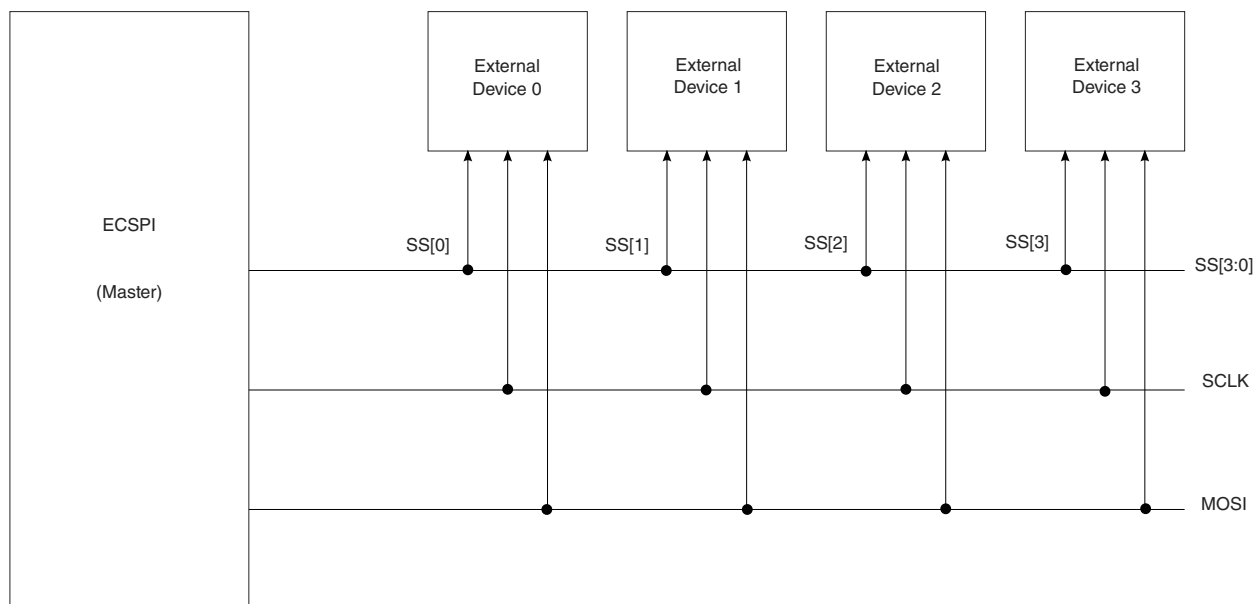 External
Device 0
External
Device 1
External
Device 2
External
Device 3
ECSPI
(Master)
SS[0]
SS[1]
SS[2]
SS[3]
SS[3:0]
SCLK
MOSI